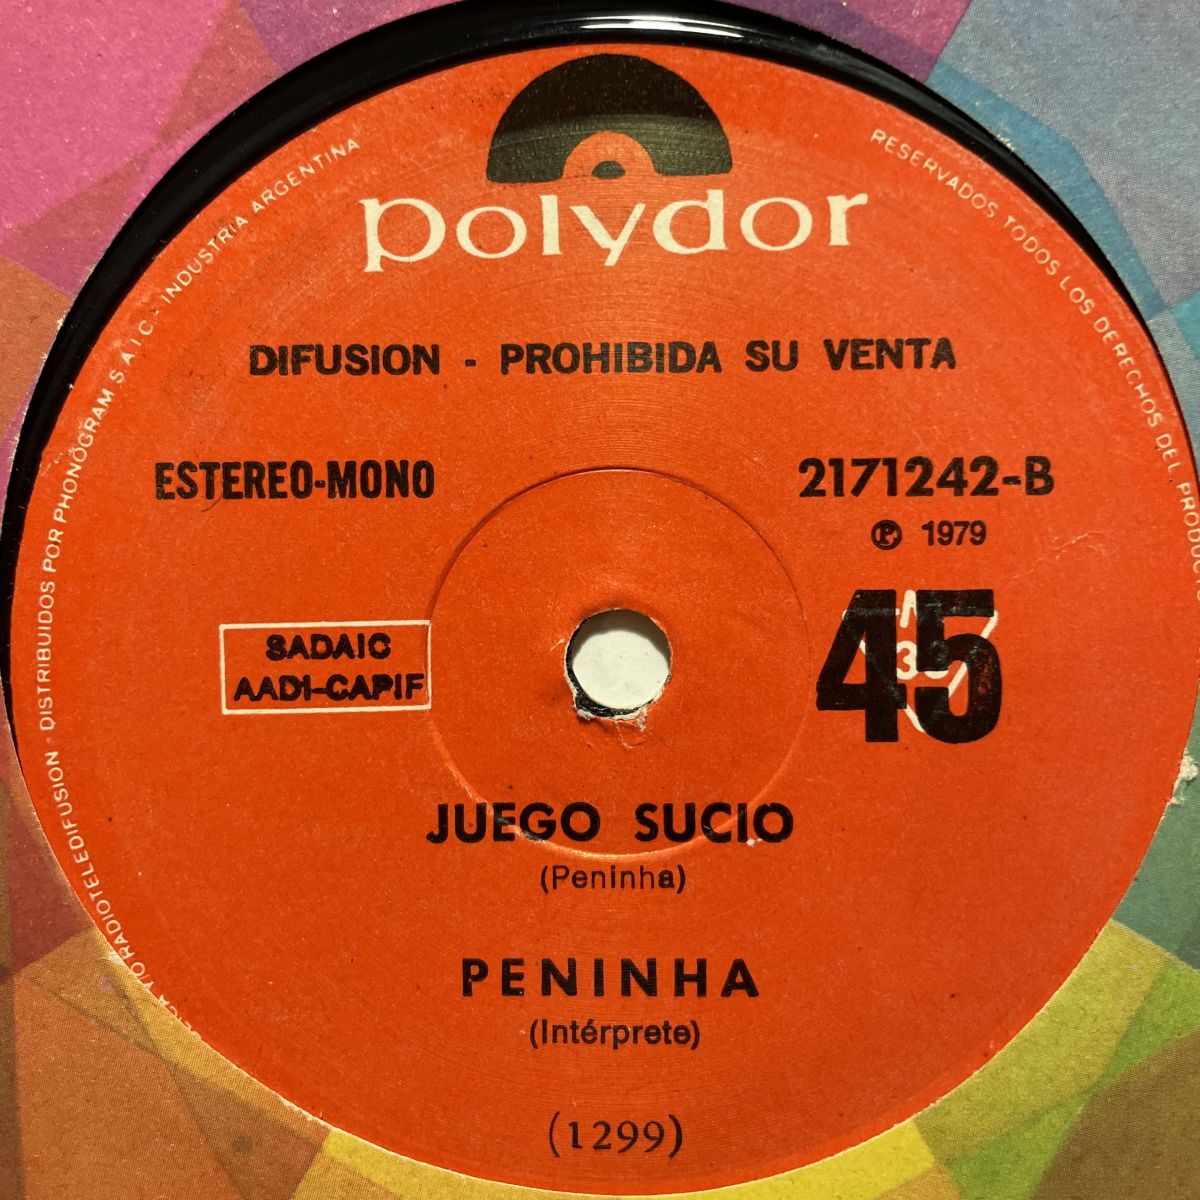 polydor
DIFUSION - PROHIBIDA SU VENTA
ESTEREO-MONO
2171242-B
℗ 1979
45
SADAIC
AADI-CAPIF
JUEGO SUCIO
(Peninha)
PENINHA
(Intérprete)
(1299)
RADIOTELEDIFUSION - DISTRIBUIDOS POR PHONOGRAM S.A.I.C. - INDUSTRIA ARGENTINA
RESERVADOS TODOS LOS DERECHOS DEL